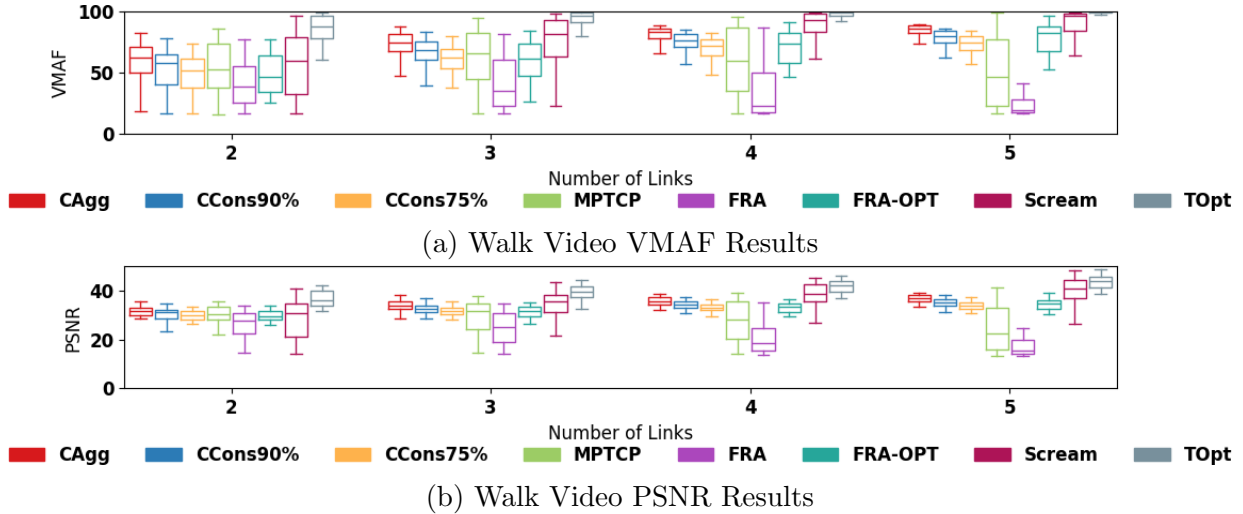 100
50
0
VMAF
2 3 4 5
Number of Links
CAgg CCons90% CCons75% MPTCP FRA FRA-OPT Scream TOpt
(a) Walk Video VMAF Results
40
20
0
PSNR
2 3 4 5
Number of Links
CAgg CCons90% CCons75% MPTCP FRA FRA-OPT Scream TOpt
(b) Walk Video PSNR Results